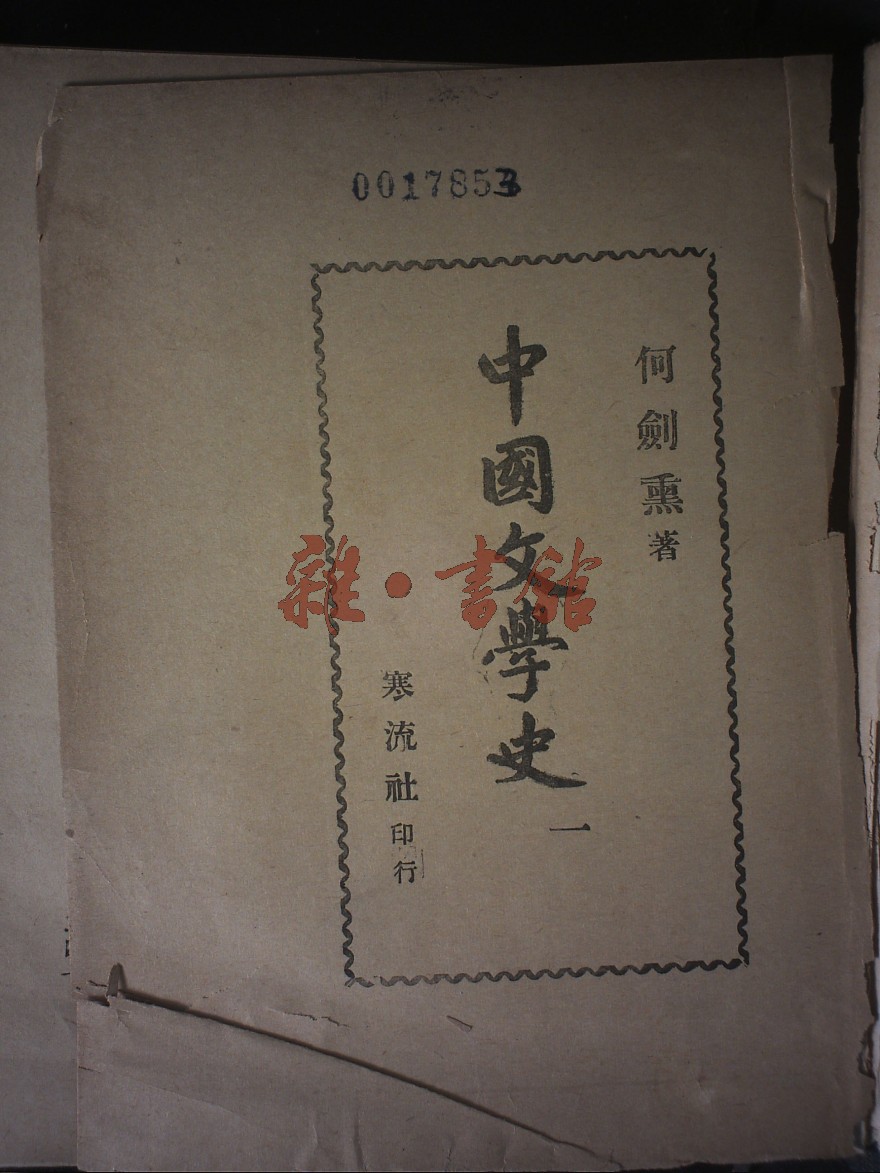 0017853
何劍熏著
中國文學史
一
寒流社印行
雜·書館